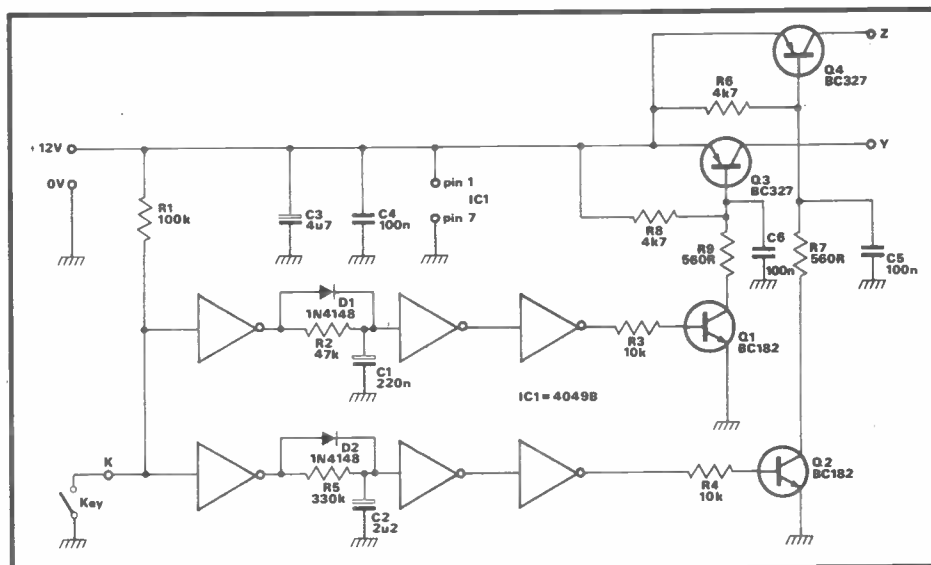 Z
Q4
BC327
R6
4k7
+12V
Y
0V
pin 1
IC1
pin 7
Q3
BC327
R1
100k
C3
4u7
C4
100n
R8
4k7
R9
560R
C6
100n
R7
560R
C5
100n
D1
1N4148
R2
47k
C1
220n
R3
10k
Q1
BC182
IC1=4049B
K
Key
D2
1N4148
R5
330k
C2
2u2
R4
10k
Q2
BC182